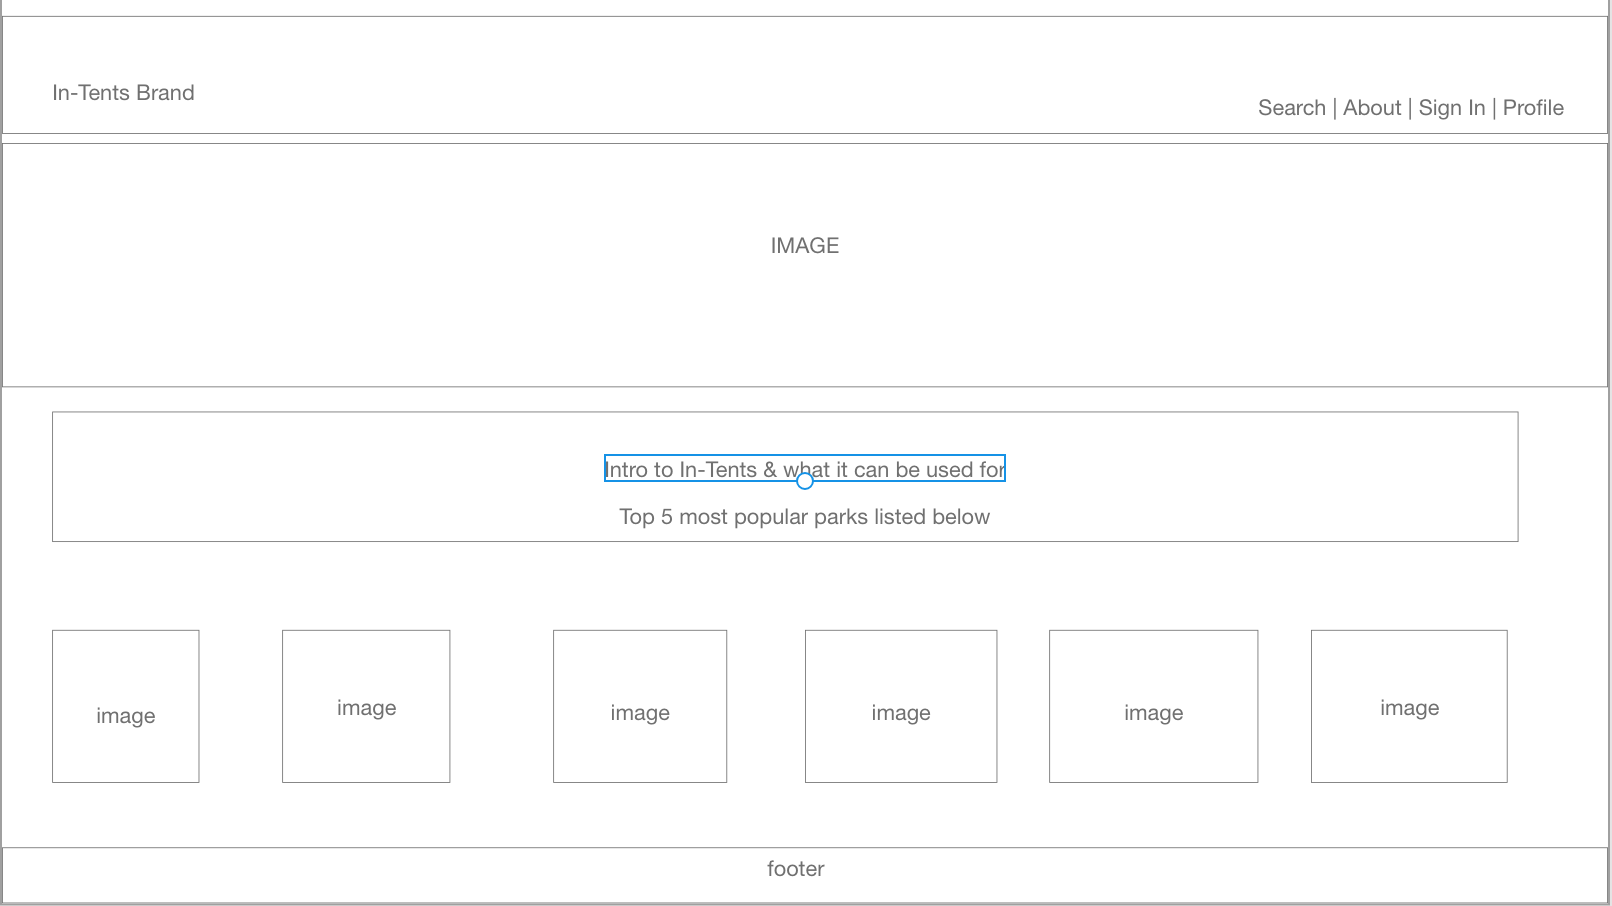 In-Tents Brand
Search | About | Sign In | Profile
IMAGE
Intro to In-Tents & what it can be used for
Top 5 most popular parks listed below
image
image
image
image
image
image
footer